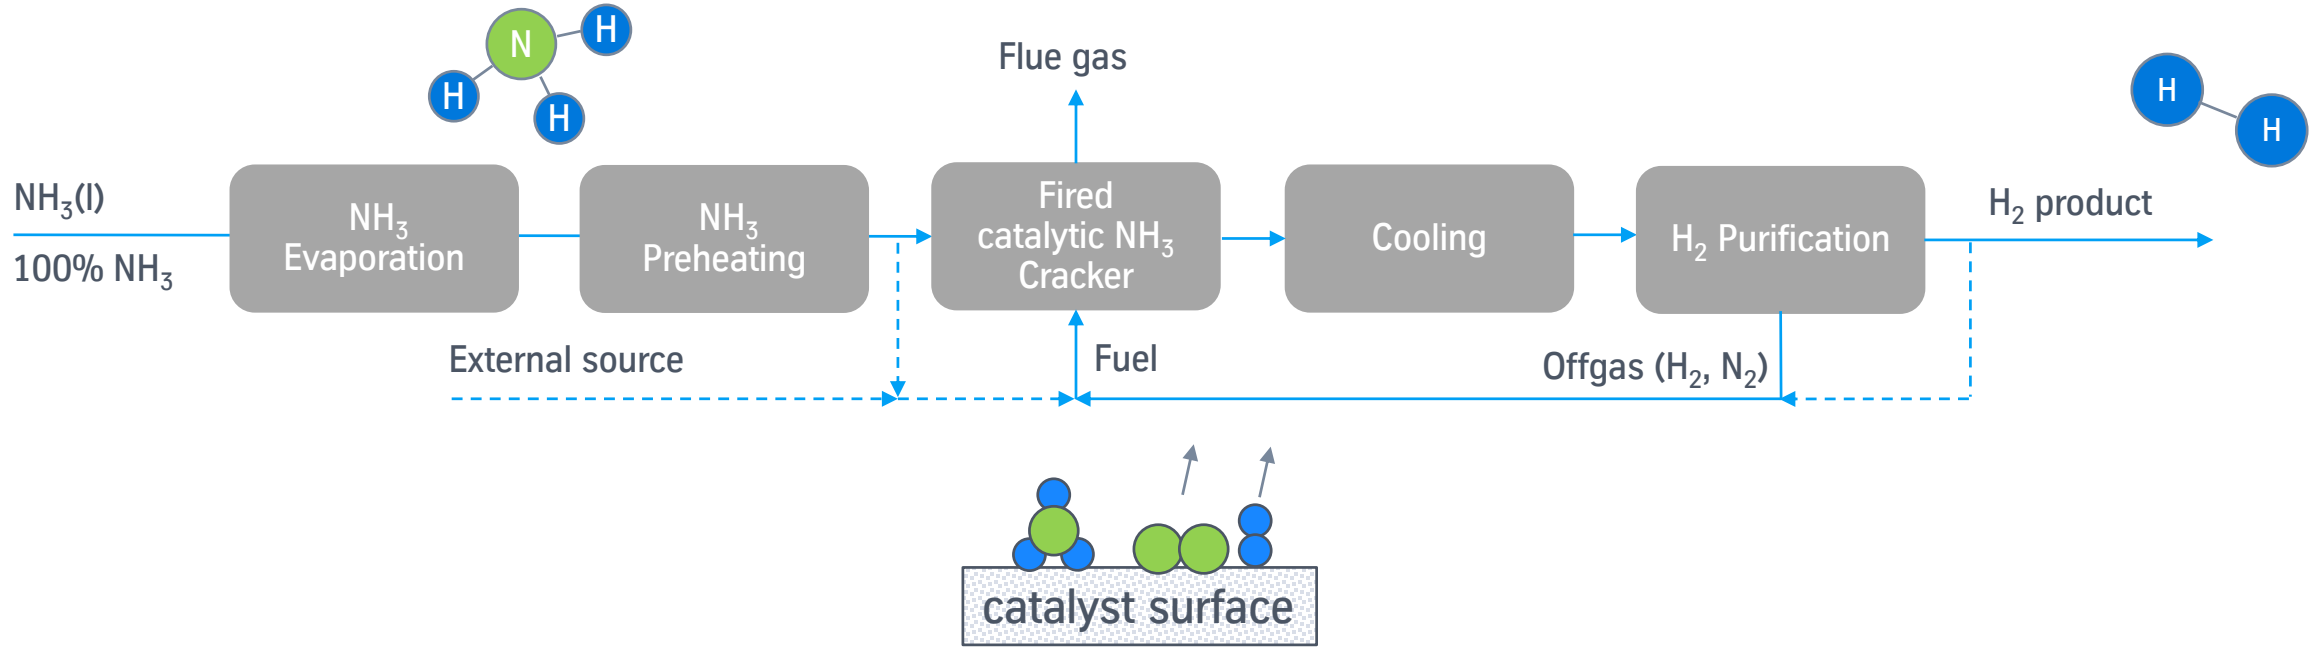 N
H
H
H
Flue gas
H
H
NH₃(l)
100% NH₃
NH₃
Evaporation
NH₃
Preheating
Fired
catalytic NH₃
Cracker
Cooling
H₂ Purification
H₂ product
External source
Fuel
Offgas (H₂, N₂)
catalyst surface